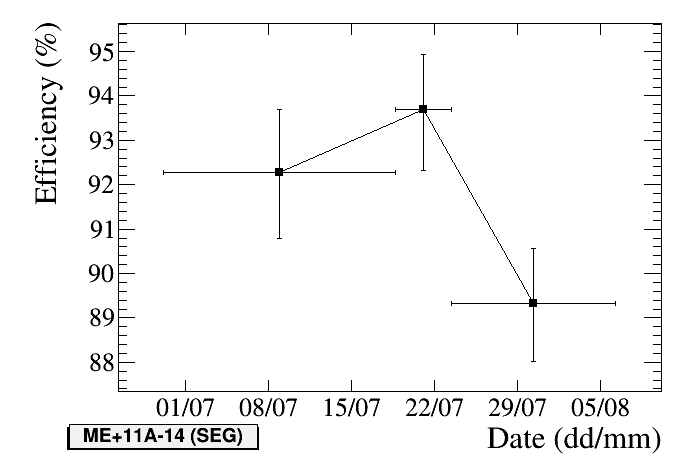 Efficiency (%)
95
94
93
92
91
90
89
88
01/07 08/07 15/07 22/07 29/07 05/08
Date (dd/mm)
ME+11A-14 (SEG)